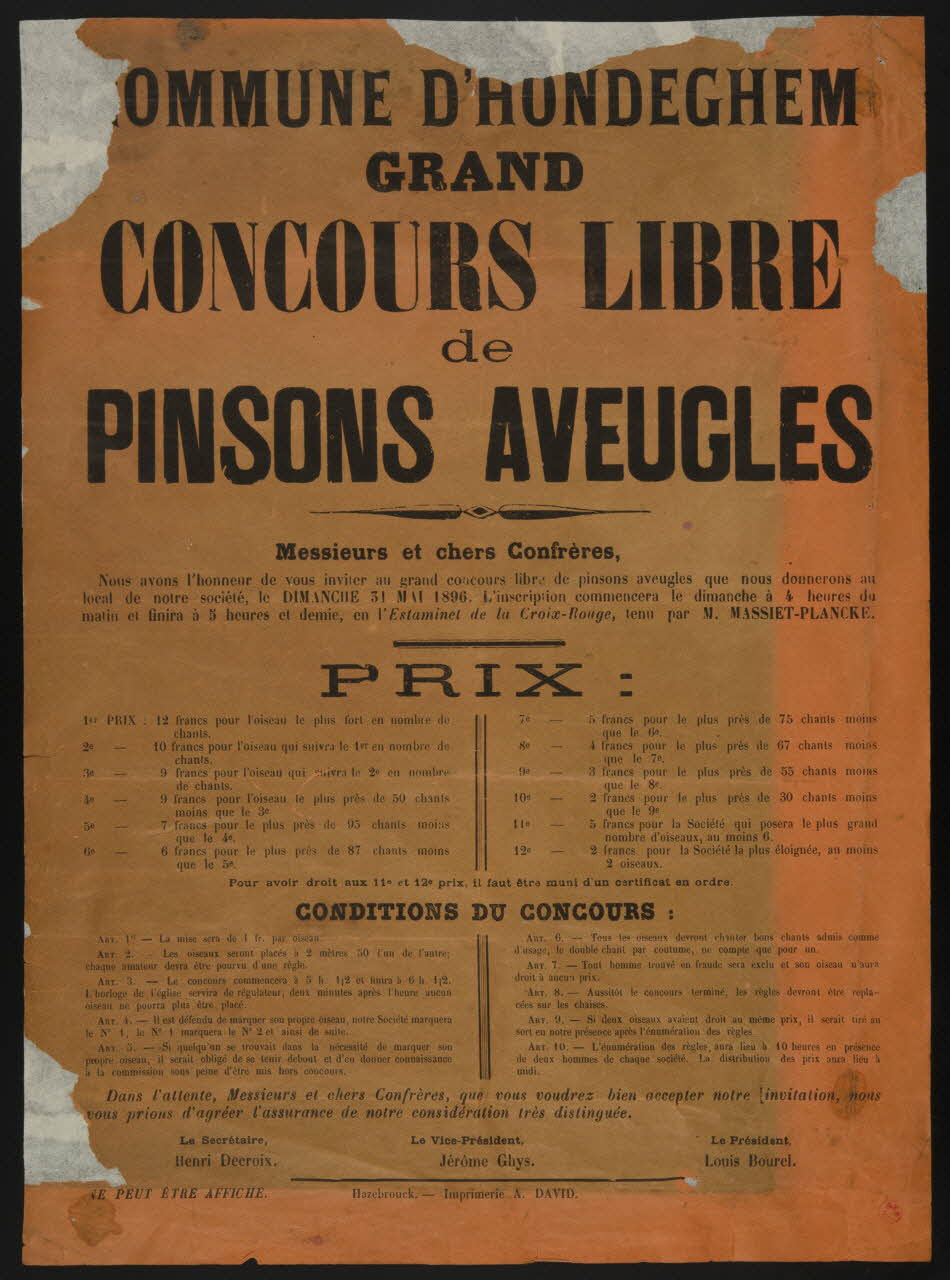 OMMUNE D'HONDEGHEM
GRAND
CONCOURS LIBRE
de
PINSONS AVEUGLES
Messieurs et chers Confrères,
Nous avons l'honneur de vous inviter au grand concours libre de pinsons aveugles que nous donnerons au
local de notre société, le DIMANCHE 31 MAI 1896. L'inscription commencera le dimanche à 4 heures du
matin et finira à 5 heures et demie, en l'Estaminet de la Croix-Rouge, tenu par M. MASSIET-PLANCKE.
PRIX :
1er PRIX : 12 francs pour l'oiseau le plus fort en nombre de
chants.
2e — 10 francs pour l'oiseau qui suivra le 1er en nombre de
chants.
3e — 9 francs pour l'oiseau qui suivra le 2e en nombre
de chants.
4e — 9 francs pour l'oiseau le plus près de 50 chants
moins que le 3e
5e — 7 francs pour le plus près de 95 chants moins
que le 4e.
6e — 6 francs pour le plus près de 87 chants moins
que le 5e.
7e — 5 francs pour le plus près de 75 chants moins
que le 6e.
8e — 4 francs pour le plus près de 67 chants moins
que le 7e.
9e — 3 francs pour le plus près de 55 chants moins
que le 8e.
10e — 2 francs pour le plus près de 30 chants moins
que le 9e
11e — 5 francs pour la Société qui posera le plus grand
nombre d'oiseaux, au moins 6.
12e — 2 francs pour la Société la plus éloignée, au moins
2 oiseaux.
Pour avoir droit aux 11e et 12e prix, il faut être muni d'un certificat en ordre.
CONDITIONS DU CONCOURS :
ART. 1er — La mise sera de 1 fr. par oiseau.
ART. 2. — Les oiseaux seront placés à 2 mètres 50 l'un de l'autre;
chaque amateur devra être pourvu d'une règle.
ART. 3. — Le concours commencera à 5 h. 1|2 et finira à 6 h. 1|2.
L'horloge de l'église servira de régulateur, deux minutes après l'heure aucun
oiseau ne pourra plus être placé.
ART. 4. — Il est défendu de marquer son propre oiseau, notre Société marquera
le N° 1, le N° 1 marquera le N° 2 et ainsi de suite.
ART. 5. — Si quelqu'un se trouvait dans la nécessité de marquer son
propre oiseau, il serait obligé de se tenir debout et d'en donner connaissance
à la commission sous peine d'être mis hors concours.
ART. 6. — Tous les oiseaux devront chanter bons chants admis comme
d'usage, le double chant par coutume, ne compte que pour un.
ART. 7. — Tout homme trouvé en fraude sera exclu et son oiseau n'aura
droit à aucun prix.
ART. 8. — Aussitôt le concours terminé, les règles devront être repla-
cées sur les chaises.
ART. 9. — Si deux oiseaux avaient droit au même prix, il serait tiré au
sort en notre présence après l'énumération des règles.
ART. 10. — L'énumération des règles aura lieu à 10 heures en présence
de deux hommes de chaque société. La distribution des prix aura lieu à
midi.
Dans l'attente, Messieurs et chers Confrères, que vous voudrez bien accepter notre invitation, nous
vous prions d'agréer l'assurance de notre considération très distinguée.
Le Secrétaire,
Henri Decroix.
Le Vice-Président,
Jérôme Ghys.
Le Président,
Louis Bourel.
NE PEUT ÊTRE AFFICHE.
Hazebrouck. — Imprimerie A. DAVID.